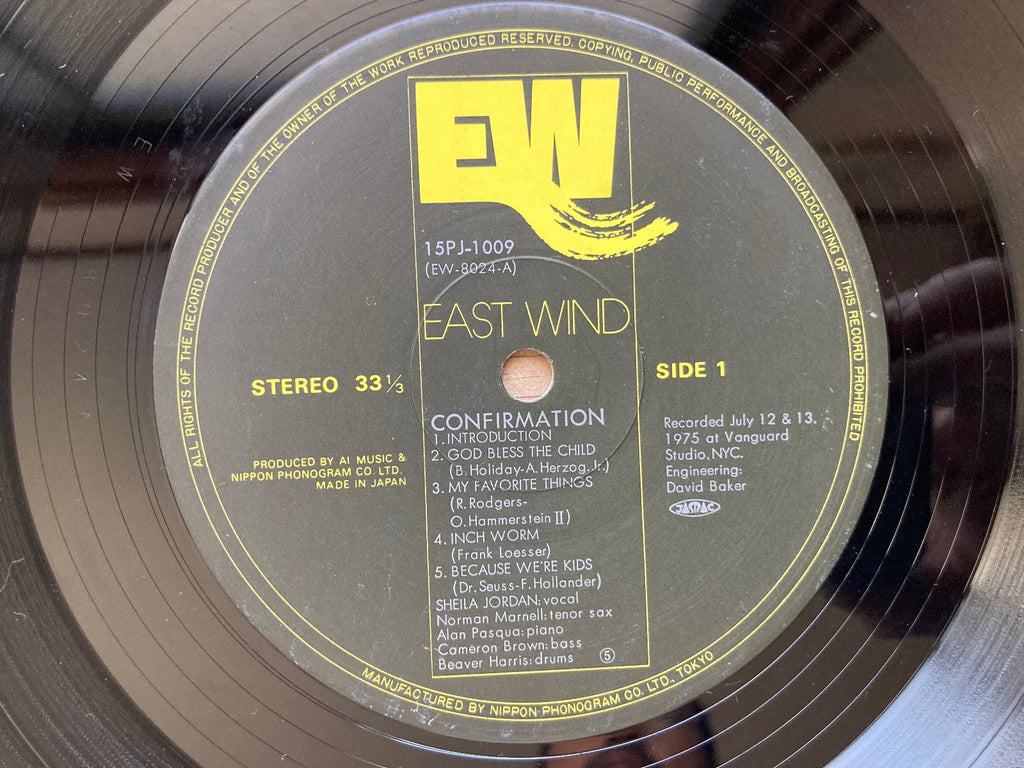 ALL RIGHTS OF THE RECORD PRODUCER AND OF THE OWNER OF THE WORK REPRODUCED RESERVED. COPYING, PUBLIC PERFORMANCE AND BROADCASTING OF THIS RECORD PROHIBITED
EW
15PJ-1009
(EW-8024-A)
EAST WIND
STEREO 33 1/3
SIDE 1
PRODUCED BY AI MUSIC &
NIPPON PHONOGRAM CO. LTD.
MADE IN JAPAN
CONFIRMATION
1. INTRODUCTION
2. GOD BLESS THE CHILD
(B. Holiday-A. Herzog. Jr.)
3. MY FAVORITE THINGS
(R. Rodgers-
O. Hammerstein II)
4. INCH WORM
(Frank Loesser)
5. BECAUSE WE'RE KIDS
(Dr. Seuss-F. Hollander)
SHEILA JORDAN: vocal
Norman Marnell: tenor sax
Alan Pasqua: piano
Cameron Brown: bass
Beaver Harris: drums ⑤
Recorded July 12 & 13.
1975 at Vanguard
Studio, NYC.
Engineering:
David Baker
JASRAC
MANUFACTURED BY NIPPON PHONOGRAM CO. LTD., TOKYO